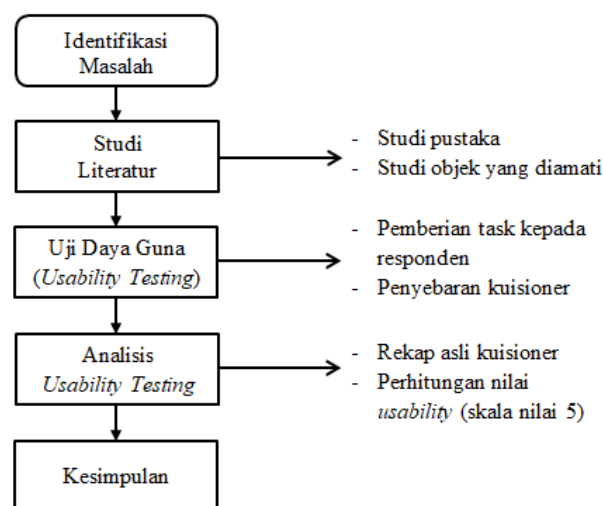 Identifikasi
Masalah
Studi
Literatur
- Studi pustaka
- Studi objek yang diamati
Uji Daya Guna
(Usability Testing)
- Pemberian task kepada
responden
- Penyebaran kuisioner
Analisis
Usability Testing
- Rekap asli kuisioner
- Perhitungan nilai
usability (skala nilai 5)
Kesimpulan